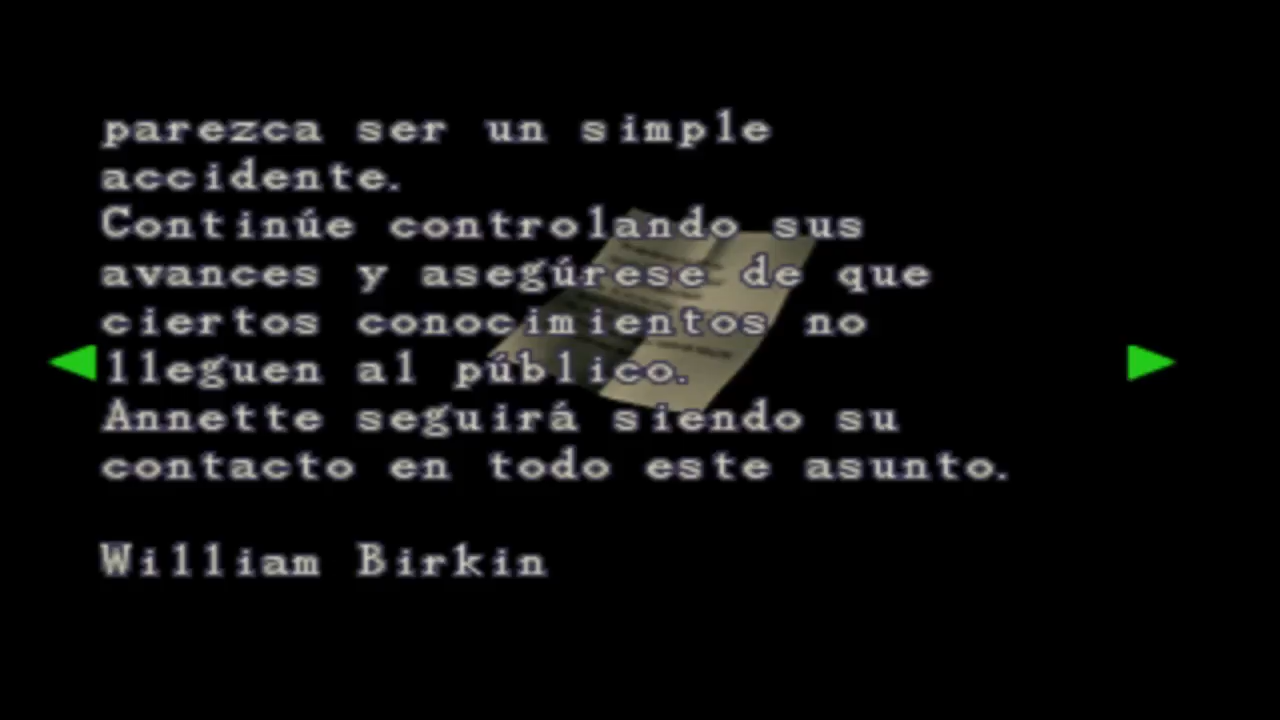 parezca ser un simple
accidente.
Continúe controlando sus
avances y asegúrese de que
ciertos conocimientos no
lleguen al público.
Annette seguirá siendo su
contacto en todo este asunto.
William Birkin